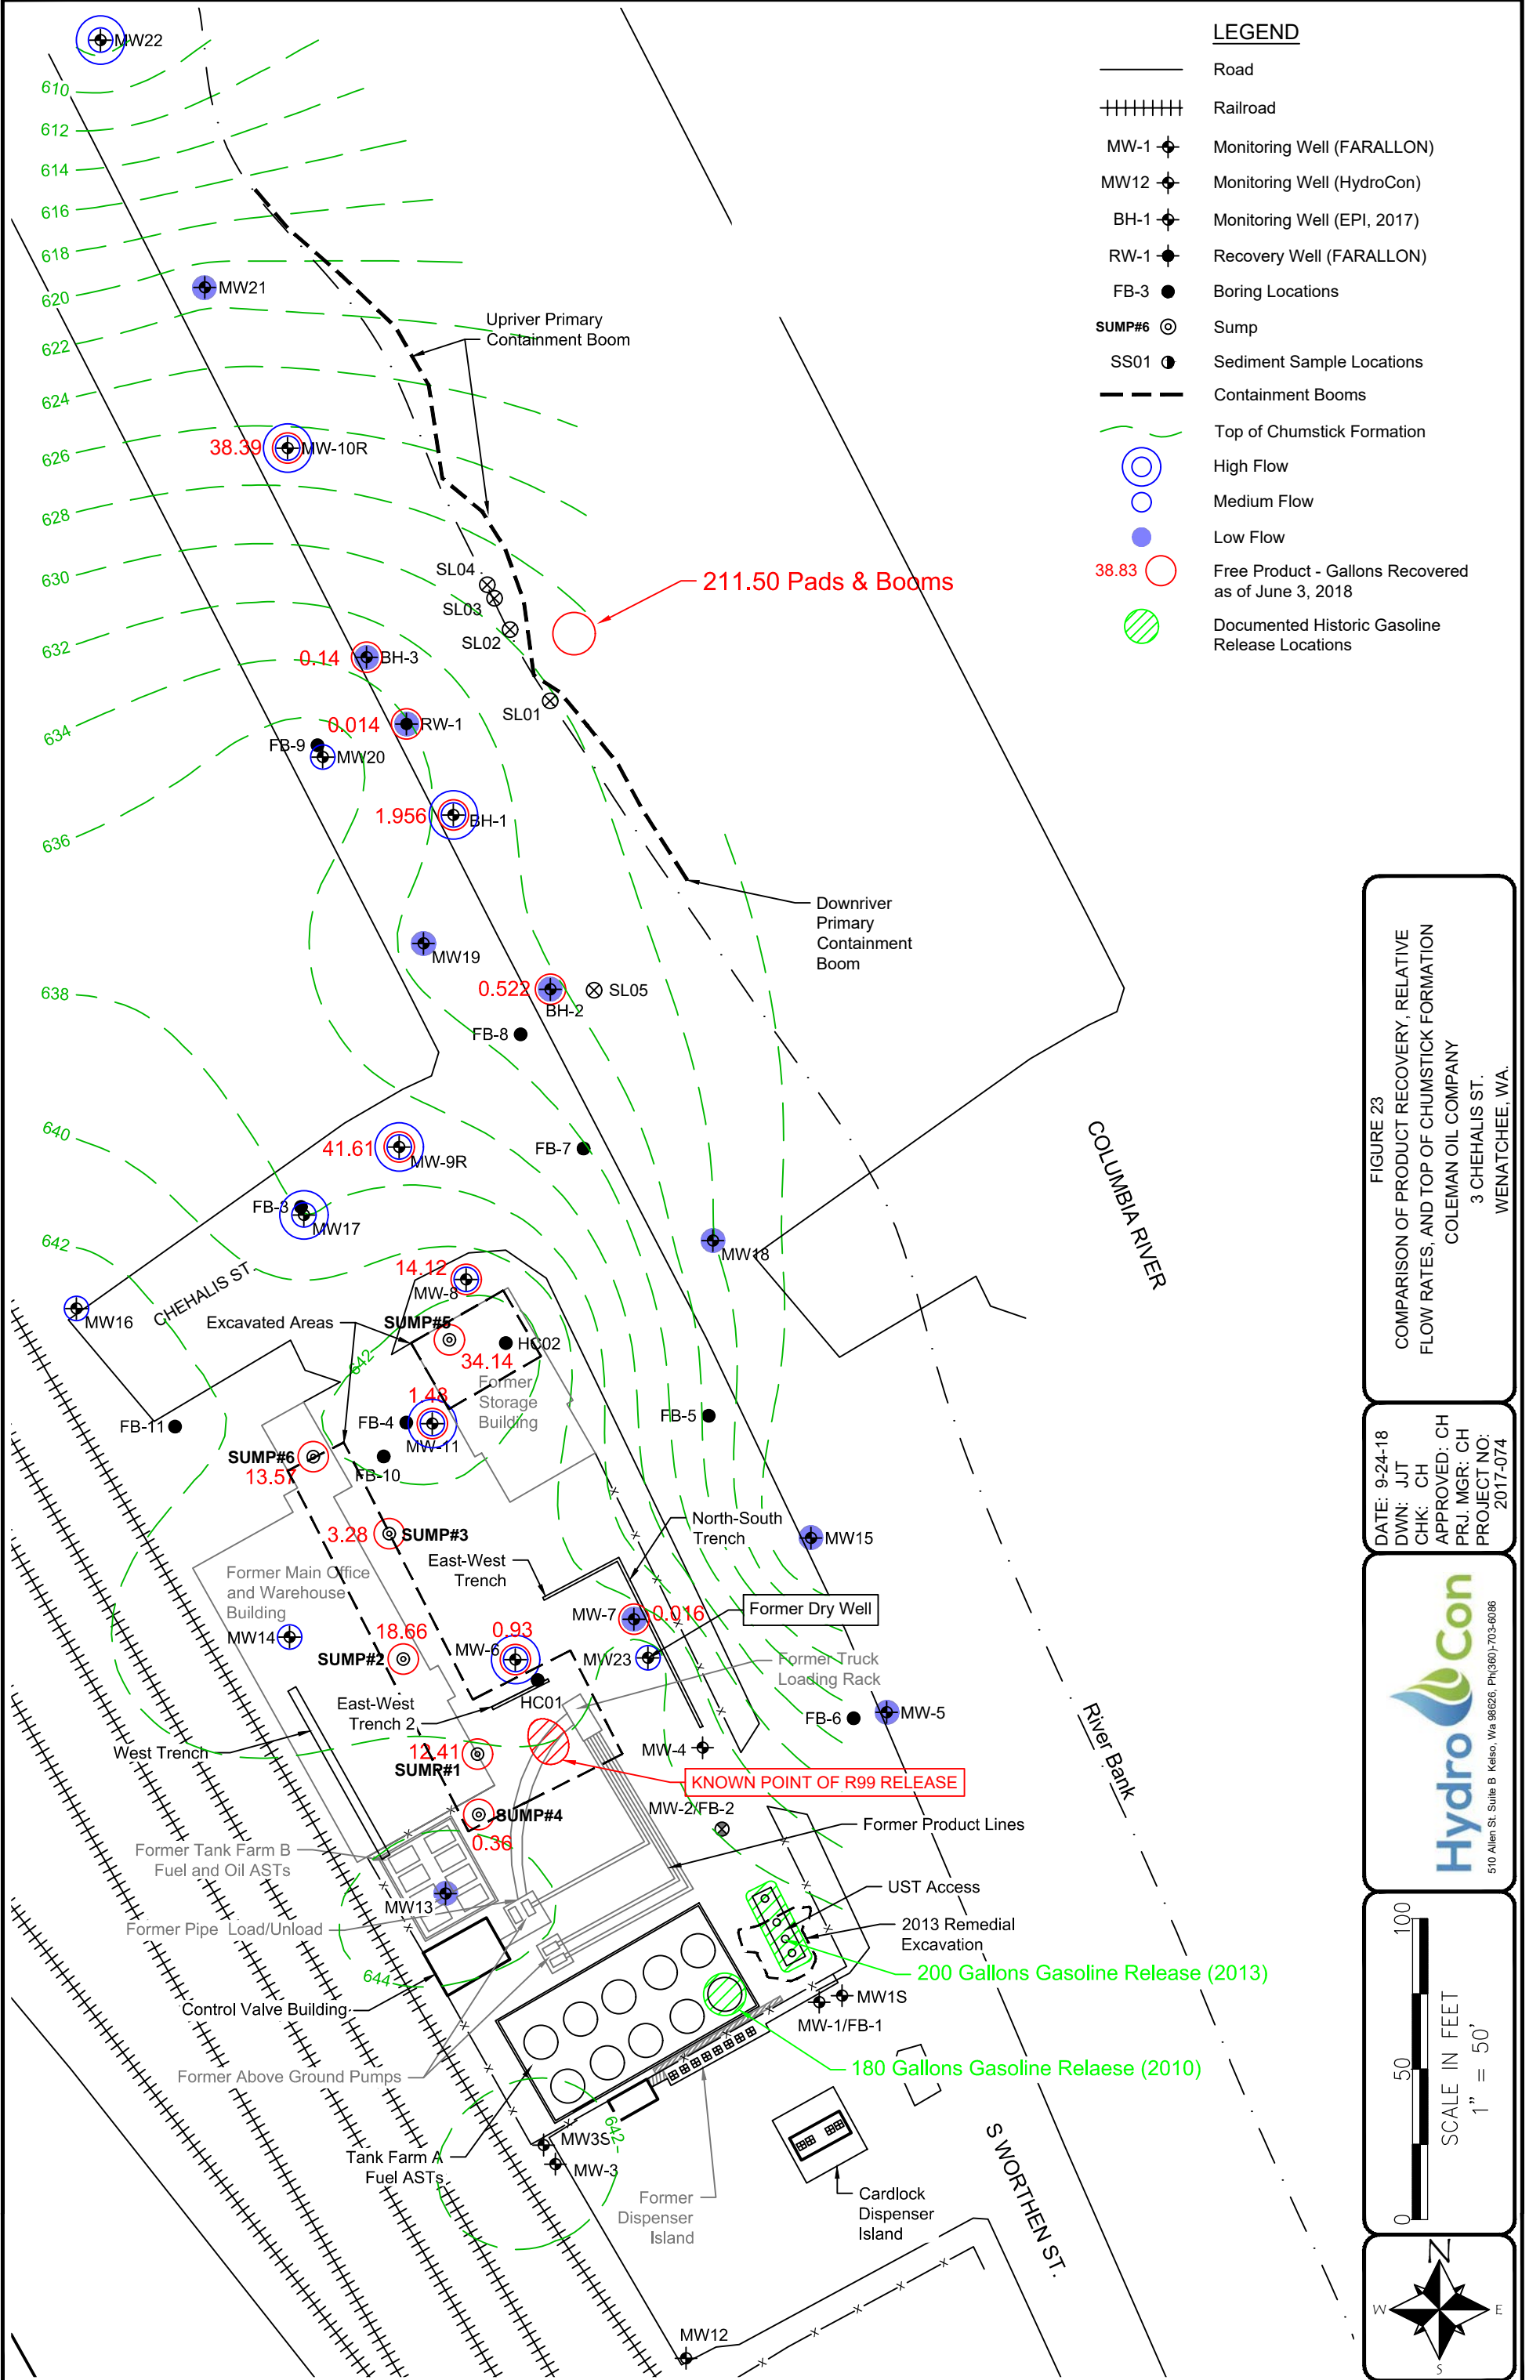 LEGEND
Road
Railroad
MW-1 Monitoring Well (FARALLON)
MW12 Monitoring Well (HydroCon)
BH-1 Monitoring Well (EPI, 2017)
RW-1 Recovery Well (FARALLON)
FB-3 Boring Locations
SUMP#6 Sump
SS01 Sediment Sample Locations
Containment Booms
Top of Chumstick Formation
High Flow
Medium Flow
Low Flow
38.83 Free Product - Gallons Recovered
as of June 3, 2018
Documented Historic Gasoline
Release Locations
MW22
610
612
614
616
618
620
MW21
622
Upriver Primary
Containment Boom
624
626
38.39 MW-10R
628
630
SL04
SL03
SL02
211.50 Pads & Booms
632
0.14 BH-3
634
0.014 RW-1
SL01
FB-9
MW20
636
1.956 BH-1
Downriver
Primary
Containment
Boom
MW19
638
0.522
BH-2
SL05
FB-8
640
41.61
MW-9R
FB-7
FB-3
MW17
642
MW18
COLUMBIA RIVER
14.12
MW-8
MW16
CHEHALIS ST.
Excavated Areas
SUMP#5
HC02
642
34.14
Former
Storage
Building
1.48
FB-4
MW-11
FB-5
FB-11
SUMP#6
13.57
FB-10
3.28 SUMP#3
North-South
Trench
MW15
East-West
Trench
Former Main Office
and Warehouse
Building
MW-7 0.016
Former Dry Well
MW14
18.66
SUMP#2
0.93
MW-6
MW23
Former Truck
Loading Rack
HC01
East-West
Trench 2
FB-6
MW-5
West Trench
12.41
SUMP#1
MW-4
River Bank
KNOWN POINT OF R99 RELEASE
MW-2/FB-2
SUMP#4
0.36
Former Product Lines
Former Tank Farm B
Fuel and Oil ASTs
MW13
UST Access
Former Pipe Load/Unload
2013 Remedial
Excavation
644
200 Gallons Gasoline Release (2013)
Control Valve Building
MW1S
MW-1/FB-1
Former Above Ground Pumps
180 Gallons Gasoline Relaese (2010)
642
MW3S
MW-3
Tank Farm A
Fuel ASTs
Former
Dispenser
Island
Cardlock
Dispenser
Island
S WORTHEN ST.
MW12
FIGURE 23
COMPARISON OF PRODUCT RECOVERY, RELATIVE
FLOW RATES, AND TOP OF CHUMSTICK FORMATION
COLEMAN OIL COMPANY
3 CHEHALIS ST.
WENATCHEE, WA.
DATE: 9-24-18
DWN: JJT
CHK: CH
APPROVED: CH
PRJ. MGR: CH
PROJECT NO:
2017-074
HydroCon
510 Allen St. Suite B Kelso, Wa 98626, Ph(360)-703-6086
0 50 100
SCALE IN FEET
1" = 50'
N
W E
S